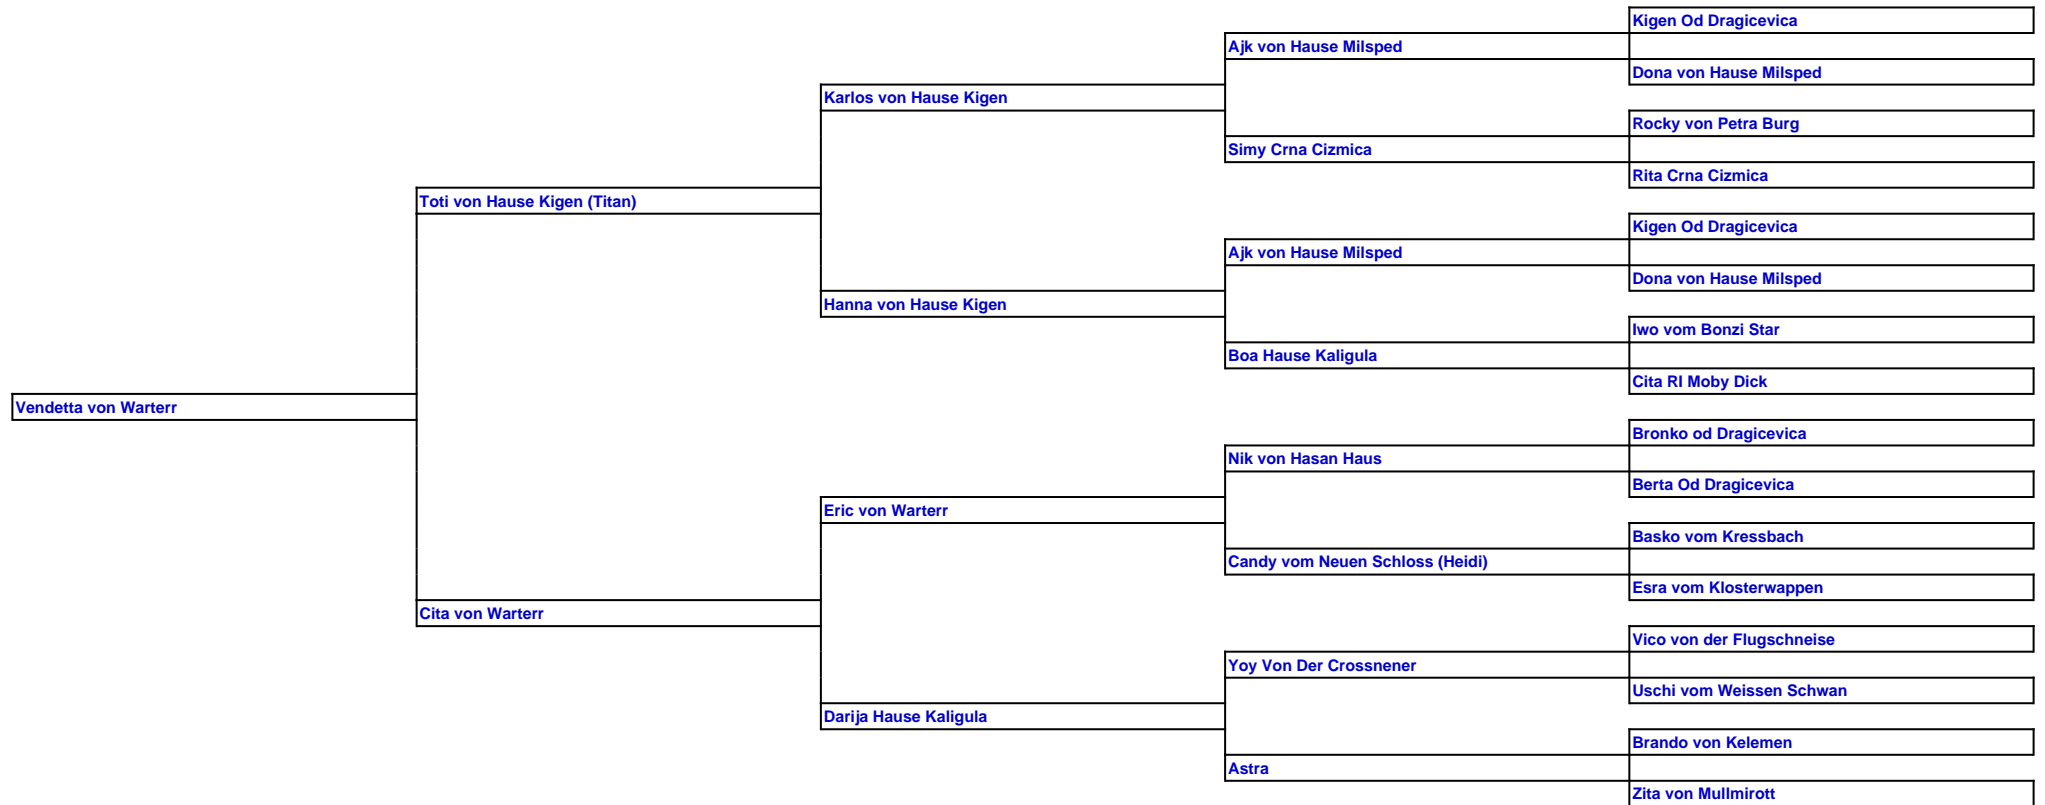 Kigen Od Dragicevica
Ajk von Hause Milsped
Dona von Hause Milsped
Karlos von Hause Kigen
Rocky von Petra Burg
Simy Crna Cizmica
Rita Crna Cizmica
Toti von Hause Kigen (Titan)
Kigen Od Dragicevica
Ajk von Hause Milsped
Dona von Hause Milsped
Hanna von Hause Kigen
Iwo vom Bonzi Star
Boa Hause Kaligula
Cita RI Moby Dick
Vendetta von Warterr
Bronko od Dragicevica
Nik von Hasan Haus
Berta Od Dragicevica
Eric von Warterr
Basko vom Kressbach
Candy vom Neuen Schloss (Heidi)
Esra vom Klosterwappen
Cita von Warterr
Vico von der Flugschneise
Yoy Von Der Crossnener
Uschi vom Weissen Schwan
Darija Hause Kaligula
Brando von Kelemen
Astra
Zita von Mullmirott